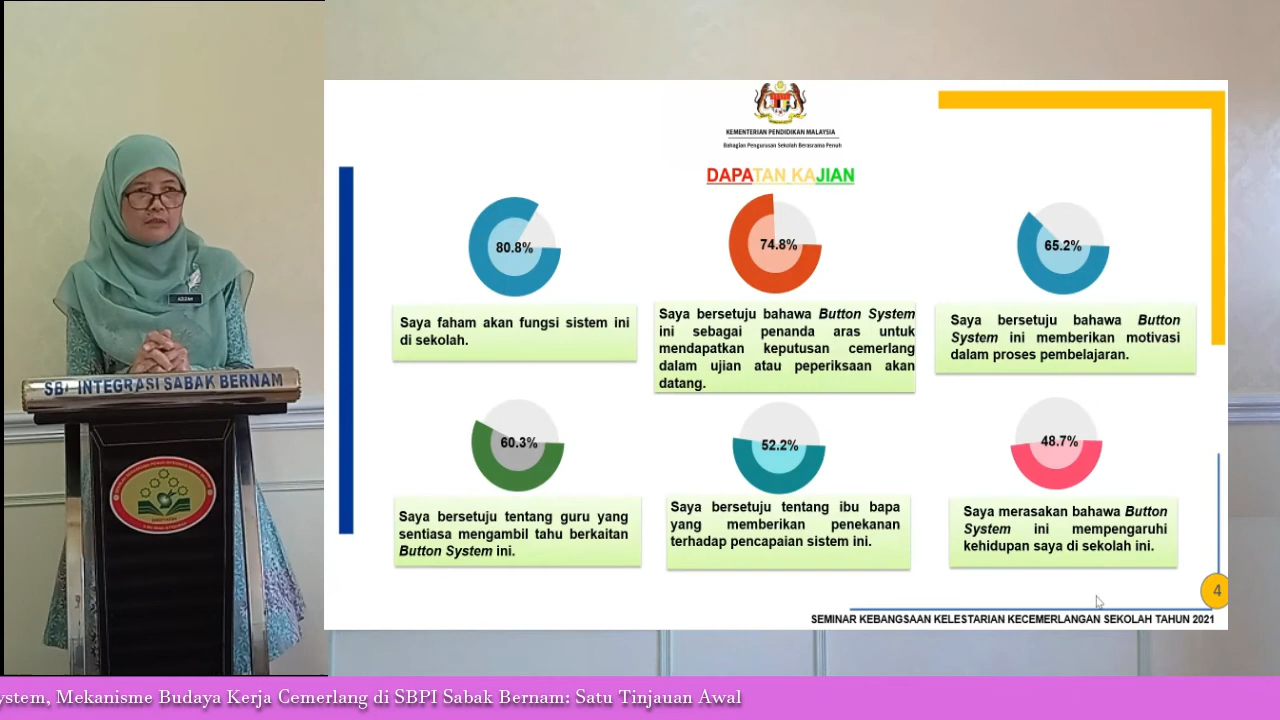 KEMENTERIAN PENDIDIKAN MALAYSIA
Bahagian Pengurusan Sekolah Berasrama Penuh
DAPATAN KAJIAN
80.8%
Saya faham akan fungsi sistem ini
di sekolah.
74.8%
Saya bersetuju bahawa Button System
ini sebagai penanda aras untuk
mendapatkan keputusan cemerlang
dalam ujian atau peperiksaan akan
datang.
65.2%
Saya bersetuju bahawa Button
System ini memberikan motivasi
dalam proses pembelajaran.
60.3%
Saya bersetuju tentang guru yang
sentiasa mengambil tahu berkaitan
Button System ini.
52.2%
Saya bersetuju tentang ibu bapa
yang memberikan penekanan
terhadap pencapaian sistem ini.
48.7%
Saya merasakan bahawa Button
System ini mempengaruhi
kehidupan saya di sekolah ini.
4
SEMINAR KEBANGSAAN KELESTARIAN KECEMERLANGAN SEKOLAH TAHUN 2021
AZIZAH
INTEGRASI SABAK BERNAM
ystem, Mekanisme Budaya Kerja Cemerlang di SBPI Sabak Bernam: Satu Tinjauan Awal